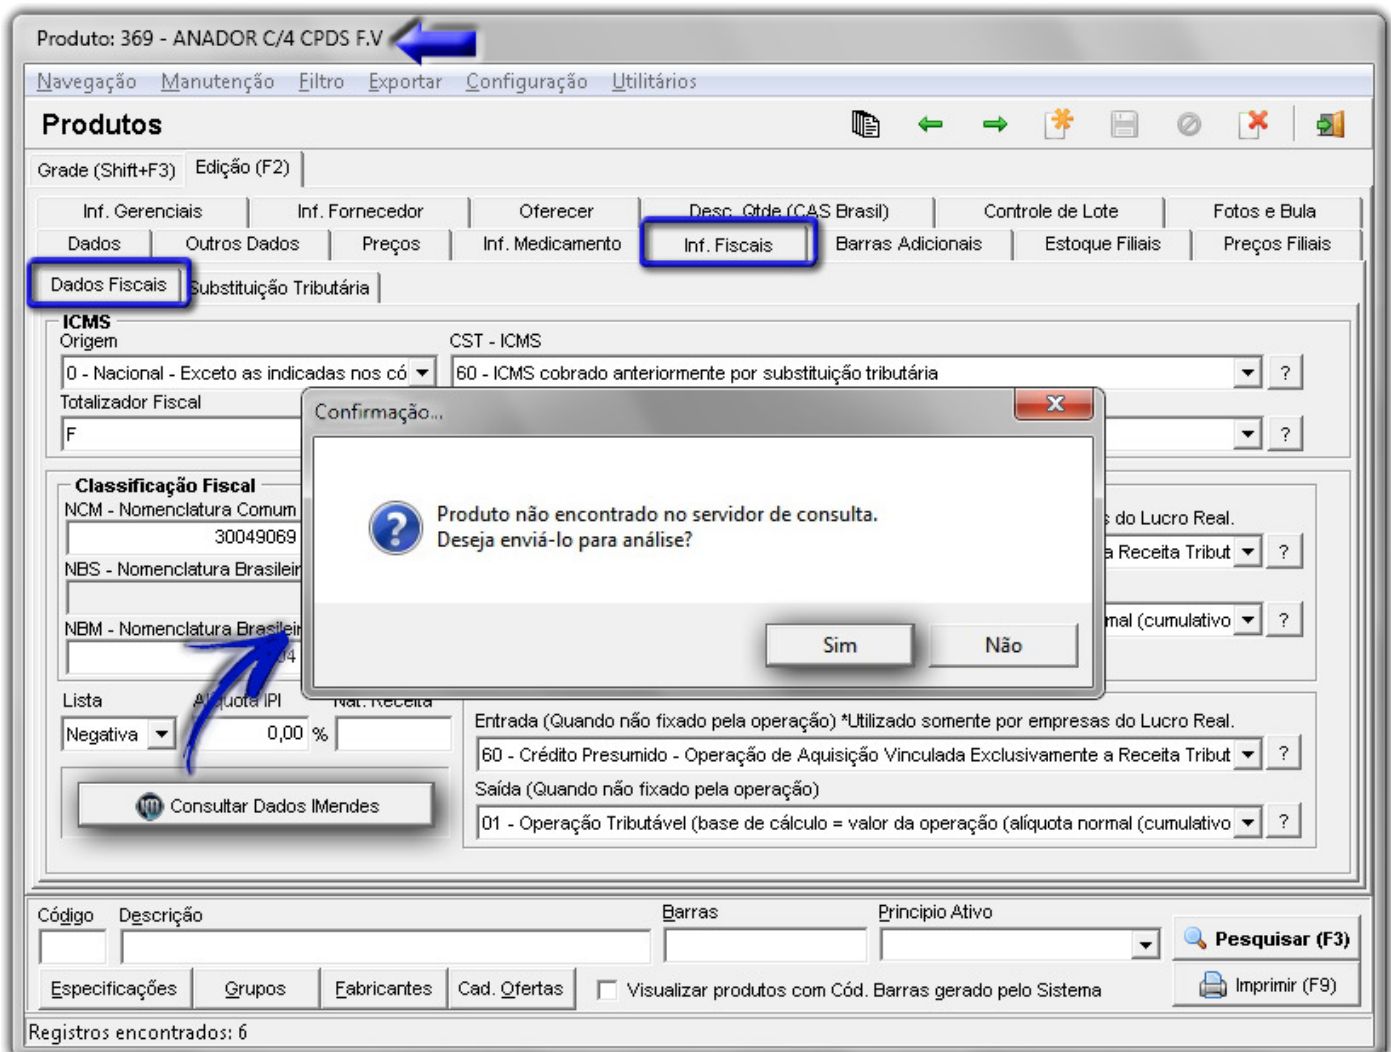 Produto: 369 - ANADOR C/4 CPDS F.V
Navegação Manutenção Filtro Exportar Configuração Utilitários
Produtos
Grade (Shift+F3) Edição (F2)
Inf. Gerenciais Inf. Fornecedor Oferecer Desc. Qtde (CAS Brasil) Controle de Lote Fotos e Bula
Dados Outros Dados Preços Inf. Medicamento Inf. Fiscais Barras Adicionais Estoque Filiais Preços Filiais
Dados Fiscais Substituição Tributária
ICMS
Origem CST - ICMS
0 - Nacional - Exceto as indicadas nos có 60 - ICMS cobrado anteriormente por substituição tributária ?
Totalizador Fiscal
F ?
Confirmação...
Produto não encontrado no servidor de consulta.
Deseja enviá-lo para análise?
Sim Não
Classificação Fiscal
NCM - Nomenclatura Comum
30049069
NBS - Nomenclatura Brasileir
NBM - Nomenclatura Brasileir
04
do Lucro Real.
a Receita Tribut ?
mal (cumulativo ?
Lista Alíquota IPI Nat. Receita
Negativa 0,00 %
Consultar Dados IMendes
Entrada (Quando não fixado pela operação) *Utilizado somente por empresas do Lucro Real.
60 - Crédito Presumido - Operação de Aquisição Vinculada Exclusivamente a Receita Tribut ?
Saída (Quando não fixado pela operação)
01 - Operação Tributável (base de cálculo = valor da operação (alíquota normal (cumulativo ?
Código Descrição Barras Principio Ativo
Pesquisar (F3)
Especificações Grupos Fabricantes Cad. Ofertas Visualizar produtos com Cód. Barras gerado pelo Sistema Imprimir (F9)
Registros encontrados: 6